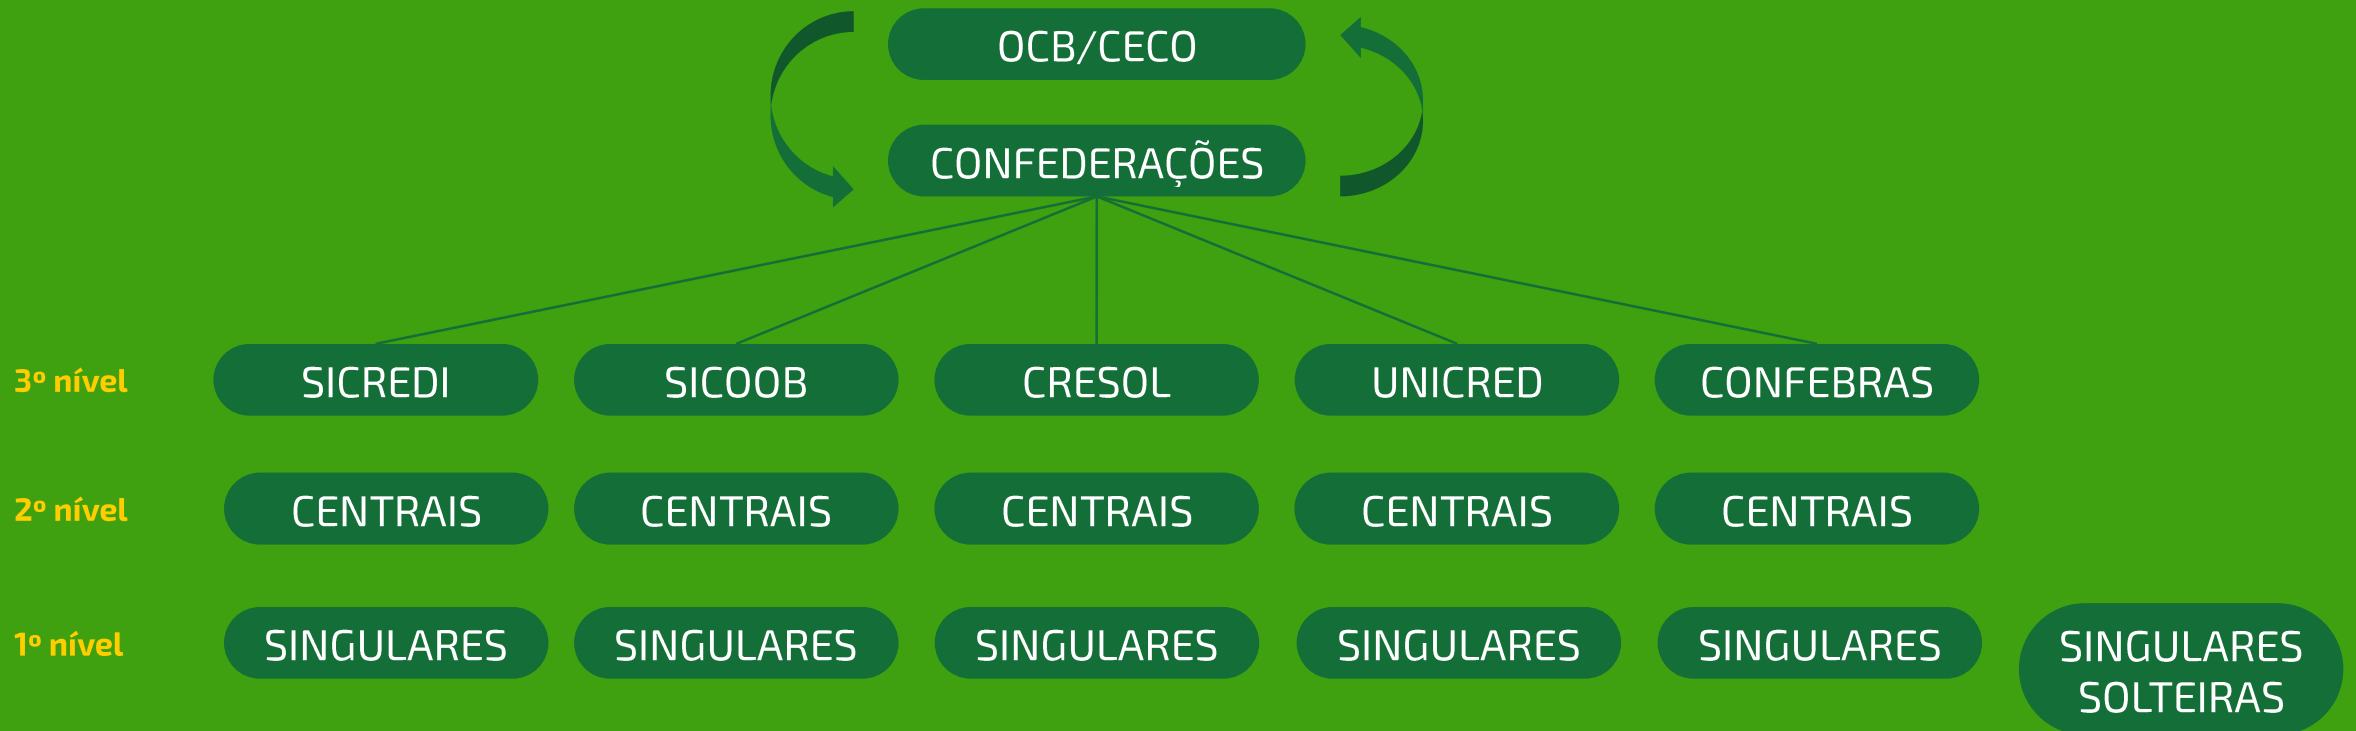 OCB/CECO
CONFEDERAÇÕES
3º nível SICREDI SICOOB CRESOL UNICRED CONFEBRAS
2º nível CENTRAIS CENTRAIS CENTRAIS CENTRAIS CENTRAIS
1º nível SINGULARES SINGULARES SINGULARES SINGULARES SINGULARES
SINGULARES
SOLTEIRAS